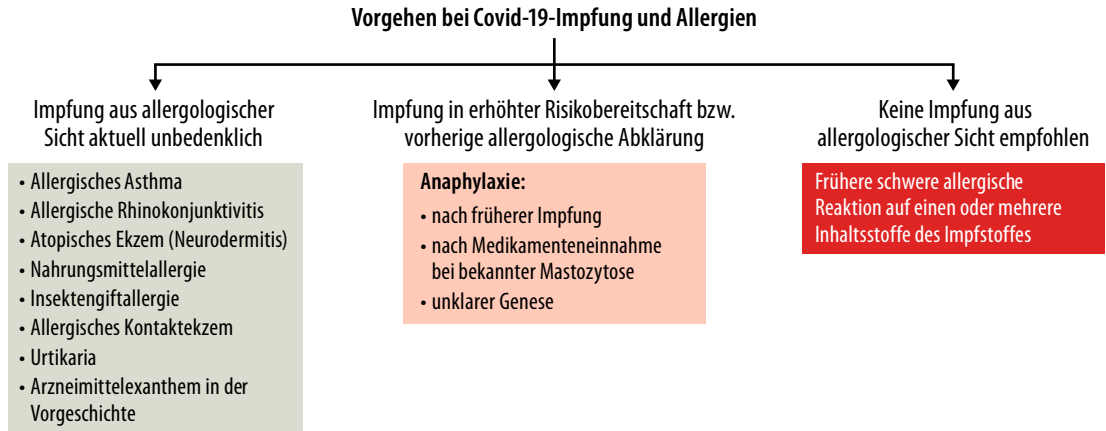 Vorgehen bei Covid-19-Impfung und Allergien
Impfung aus allergologischer
Sicht aktuell unbedenklich
• Allergisches Asthma
• Allergische Rhinokonjunktivitis
• Atopisches Ekzem (Neurodermitis)
• Nahrungsmittelallergie
• Insektengiftallergie
• Allergisches Kontaktekzem
• Urtikaria
• Arzneimittelexanthem in der
Vorgeschichte
Impfung in erhöhter Risikobereitschaft bzw.
vorherige allergologische Abklärung
Anaphylaxie:
• nach früherer Impfung
• nach Medikamenteneinnahme
bei bekannter Mastozytose
• unklarer Genese
Keine Impfung aus
allergologischer Sicht empfohlen
Frühere schwere allergische
Reaktion auf einen oder mehrere
Inhaltsstoffe des Impfstoffes